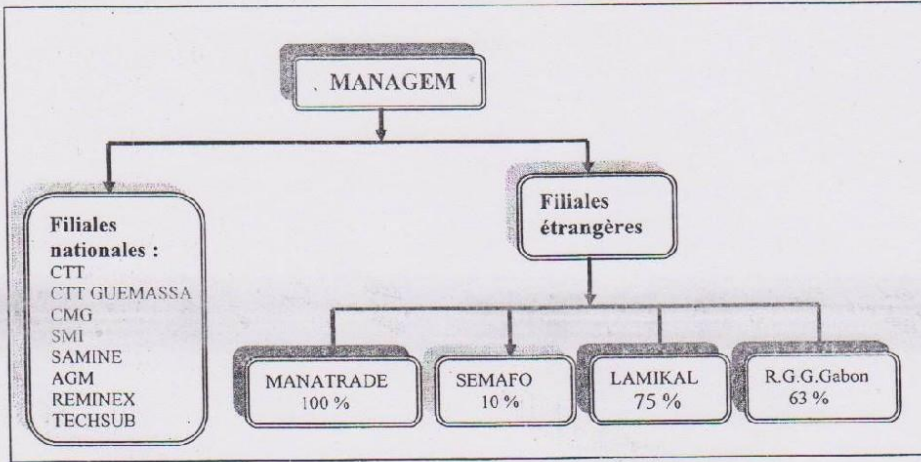 MANAGEM
Filiales
nationales :
CTT
CTT GUEMASSA
CMG
SMI
SAMINE
AGM
REMINEX
TECHSUB
Filiales
étrangères
MANATRADE
100 %
SEMAFO
10 %
LAMIKAL
75 %
R.G.G.Gabon
63 %